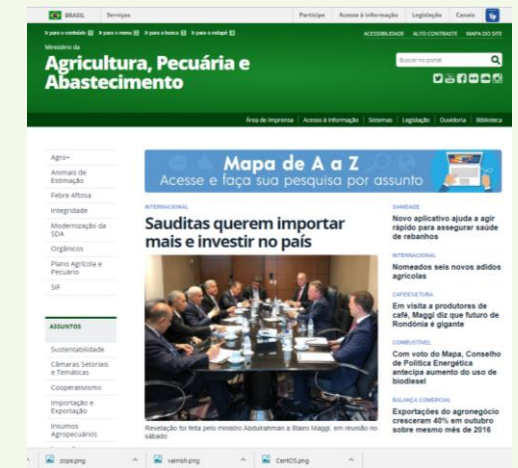 BRASIL Serviços Participe Acesso à informação Legislação Canais
Ir para o conteúdo 1 Ir para o menu 2 Ir para a busca 3 Ir para o rodapé 4
ACESSIBILIDADE ALTO CONTRASTE MAPA DO SITE
Ministério da
Agricultura, Pecuária e
Abastecimento
Buscar no portal
Área de Imprensa Acesso à Informação Sistemas Legislação Ouvidoria Biblioteca
Agro+
Animais de
Estimação
Febre Aftosa
Integridade
Modernização da
SDA
Orgânicos
Plano Agrícola e
Pecuário
SIF
ASSUNTOS
Sustentabilidade
Câmaras Setoriais
e Temáticas
Cooperativismo
Importação e
Exportação
Insumos
Agropecuários
Mapa de A a Z
Acesse e faça sua pesquisa por assunto
INTERNACIONAL
Sauditas querem importar
mais e investir no país
Revelação foi feita pelo ministro Abdulrahman a Blairo Maggi, em reunião no
sábado
SANIDADE
Novo aplicativo ajuda a agir
rápido para assegurar saúde
de rebanhos
INTERNACIONAL
Nomeados seis novos adidos
agrícolas
CAFEICULTURA
Em visita a produtores de
café, Maggi diz que futuro de
Rondônia é gigante
COMBUSTÍVEL
Com voto do Mapa, Conselho
de Política Energética
antecipa aumento do uso de
biodiesel
BALANÇA COMERCIAL
Exportações do agronegócio
cresceram 40% em outubro
sobre mesmo mês de 2016
zope.png
varnish.png
CentOS.png